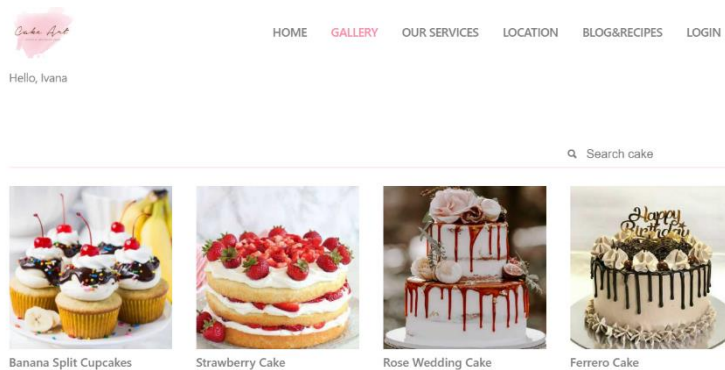 Cake Art
HOME GALLERY OUR SERVICES LOCATION BLOG&RECIPES LOGIN
Hello, Ivana
Search cake
Happy
Birthday
Banana Split Cupcakes Strawberry Cake Rose Wedding Cake Ferrero Cake